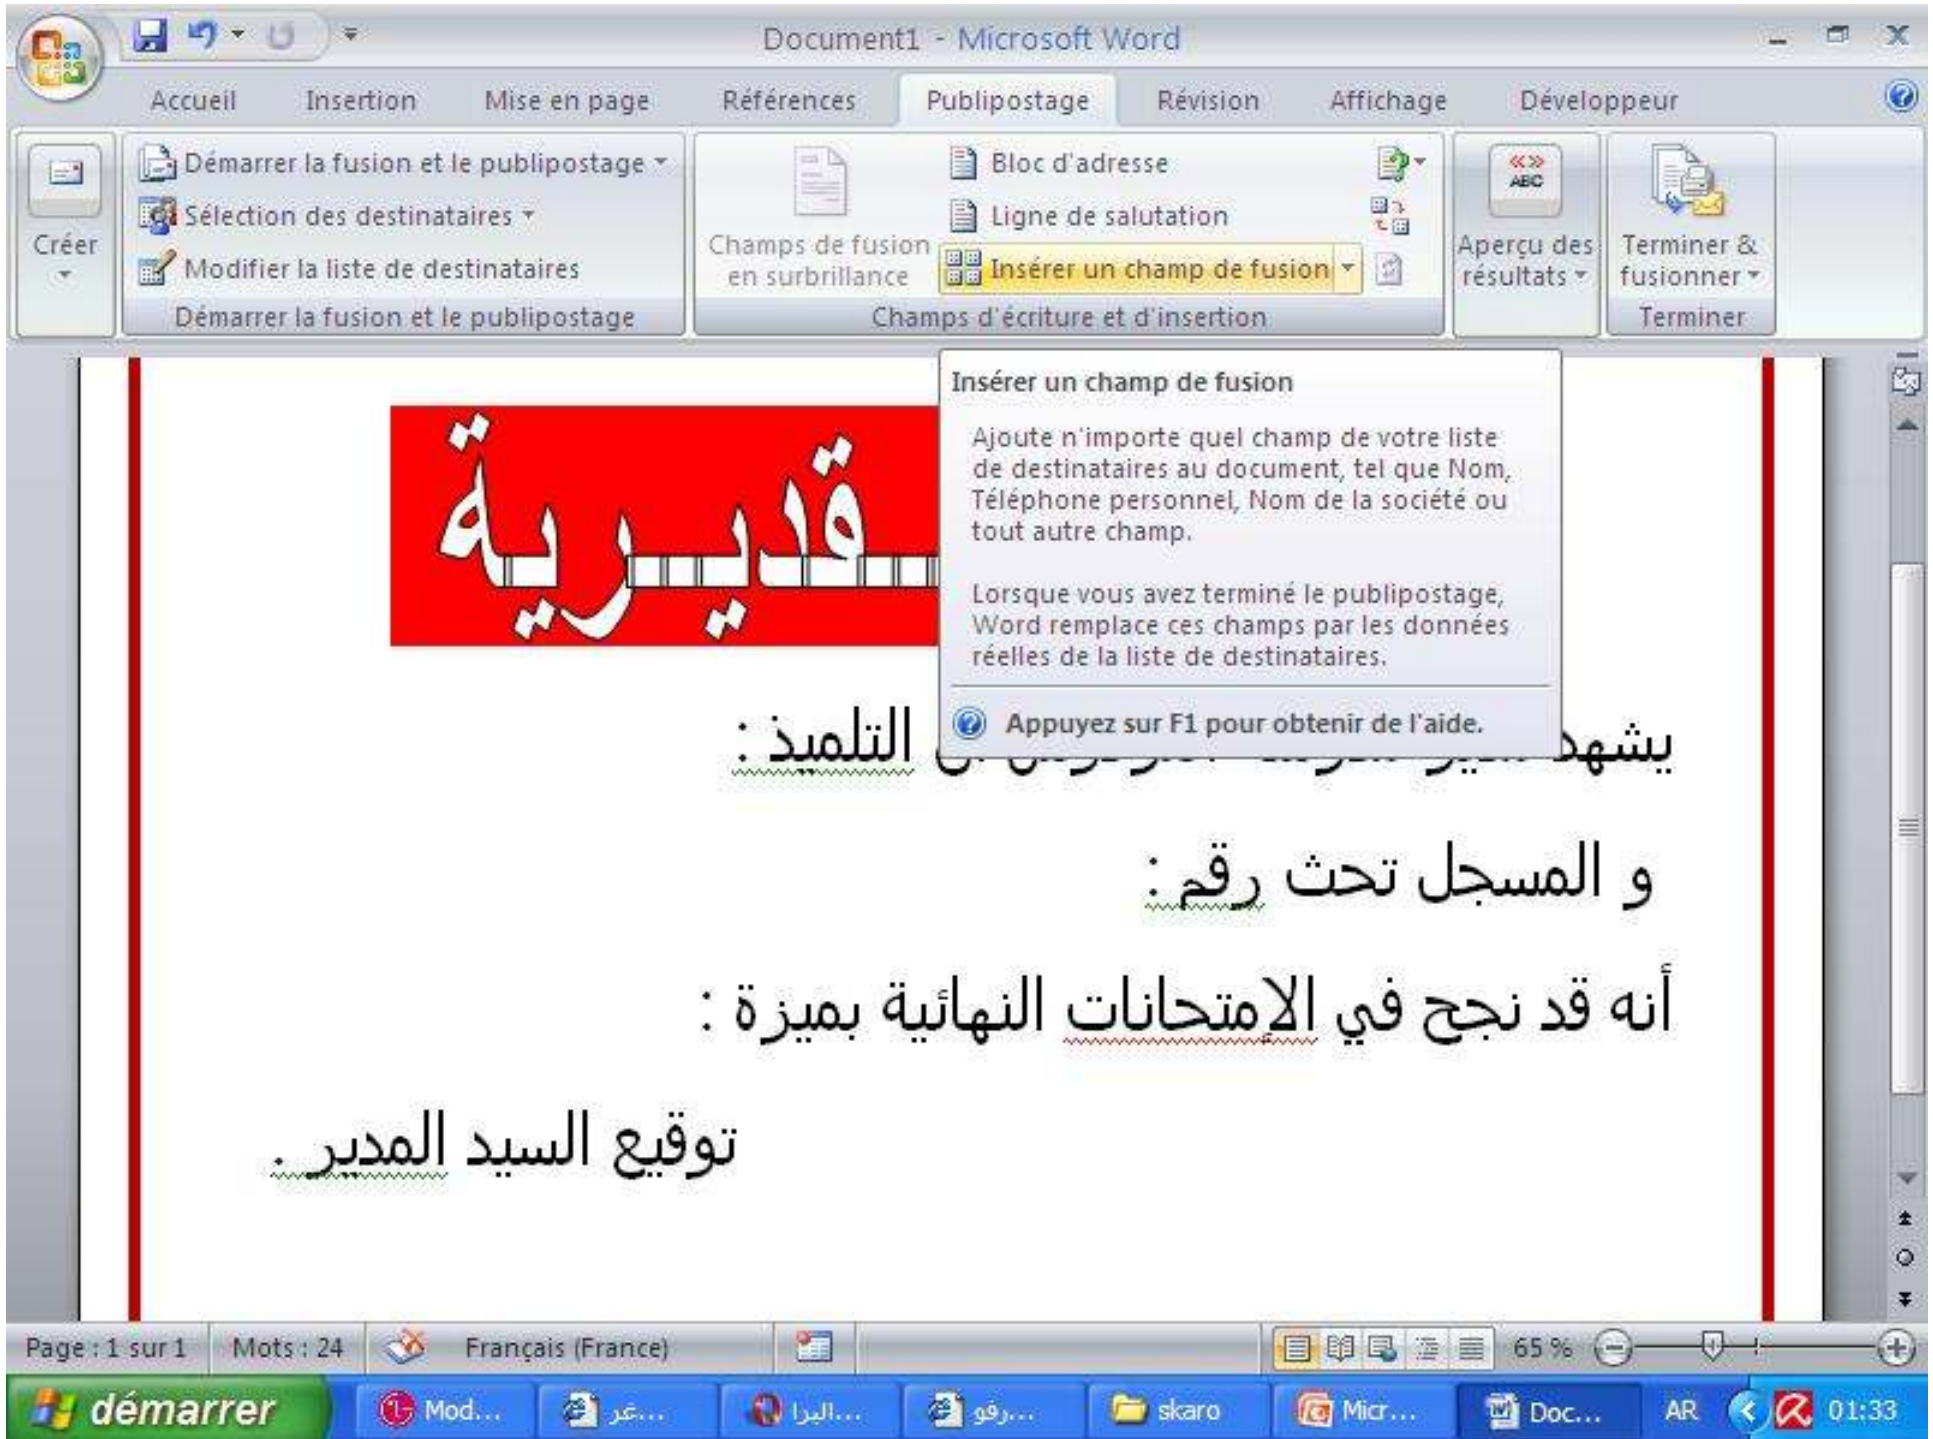 Document1 - Microsoft Word
Accueil Insertion Mise en page Références Publipostage Révision Affichage Développeur
Créer
Démarrer la fusion et le publipostage
Sélection des destinataires
Modifier la liste de destinataires
Démarrer la fusion et le publipostage
Champs de fusion
en surbrillance
Bloc d'adresse
Ligne de salutation
Insérer un champ de fusion
Champs d'écriture et d'insertion
«»
ABC
Aperçu des
résultats
Terminer &
fusionner
Terminer
Insérer un champ de fusion
Ajoute n'importe quel champ de votre liste
de destinataires au document, tel que Nom,
Téléphone personnel, Nom de la société ou
tout autre champ.
Lorsque vous avez terminé le publipostage,
Word remplace ces champs par les données
réelles de la liste de destinataires.
Appuyez sur F1 pour obtenir de l'aide.
ـقديـرية
يشهد التلميذ :
و المسجل تحث رقم :
أنه قد نجح في الإمتحانات النهائية بميزة :
توقيع السيد المدير .
Page : 1 sur 1 Mots : 24 Français (France) 65 %
démarrer Mod... عر... البرا... رفو... skaro Micr... Doc... AR 01:33